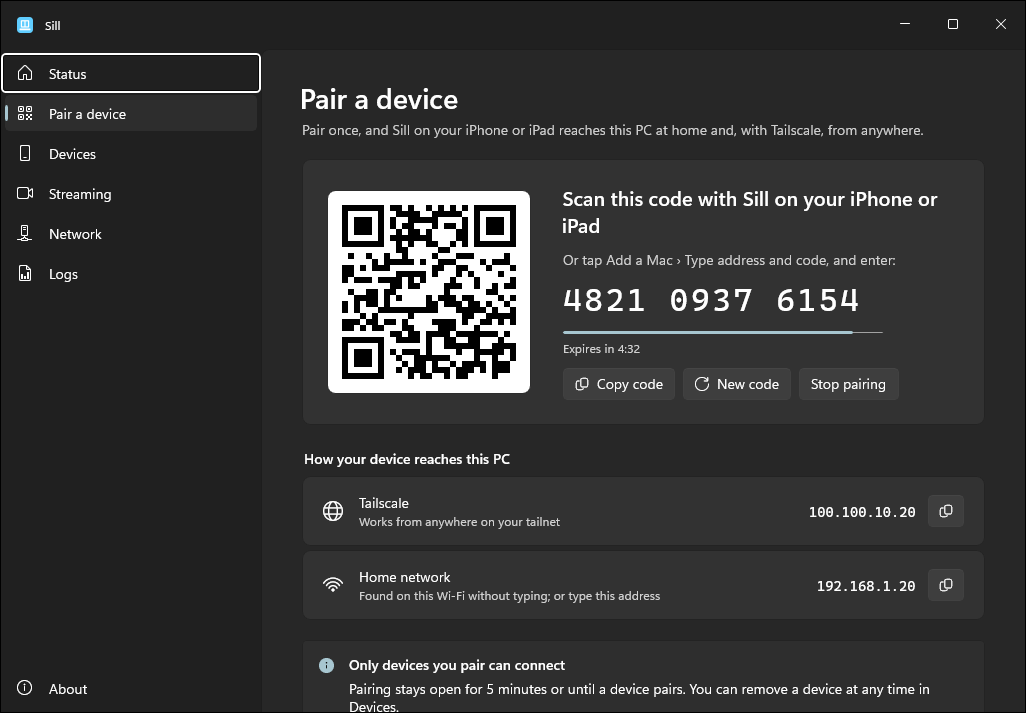 Sill
Status
Pair a device
Devices
Streaming
Network
Logs
About
Pair a device
Pair once, and Sill on your iPhone or iPad reaches this PC at home and, with Tailscale, from anywhere.
Scan this code with Sill on your iPhone or
iPad
Or tap Add a Mac › Type address and code, and enter:
4821 0937 6154
Expires in 4:32
Copy code
New code
Stop pairing
How your device reaches this PC
Tailscale
Works from anywhere on your tailnet
100.100.10.20
Home network
Found on this Wi-Fi without typing; or type this address
192.168.1.20
Only devices you pair can connect
Pairing stays open for 5 minutes or until a device pairs. You can remove a device at any time in
Devices.